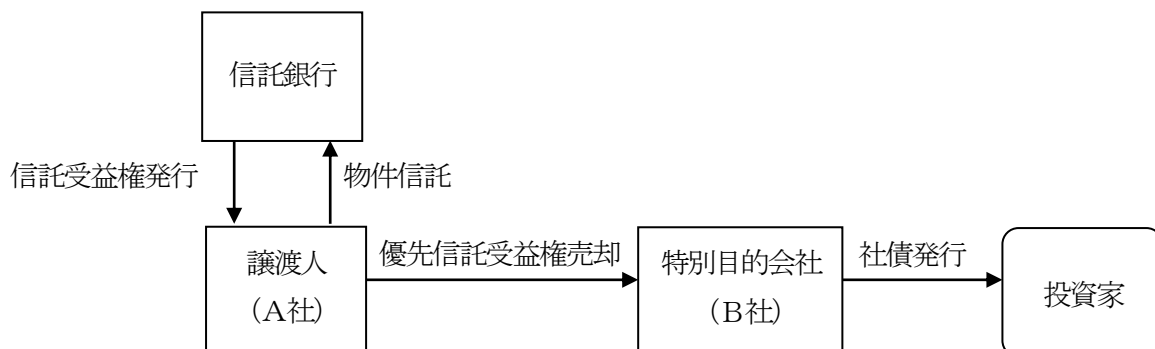 信託銀行
信託受益権発行
物件信託
譲渡人
（Ａ社）
優先信託受益権売却
特別目的会社
（Ｂ社）
社債発行
投資家